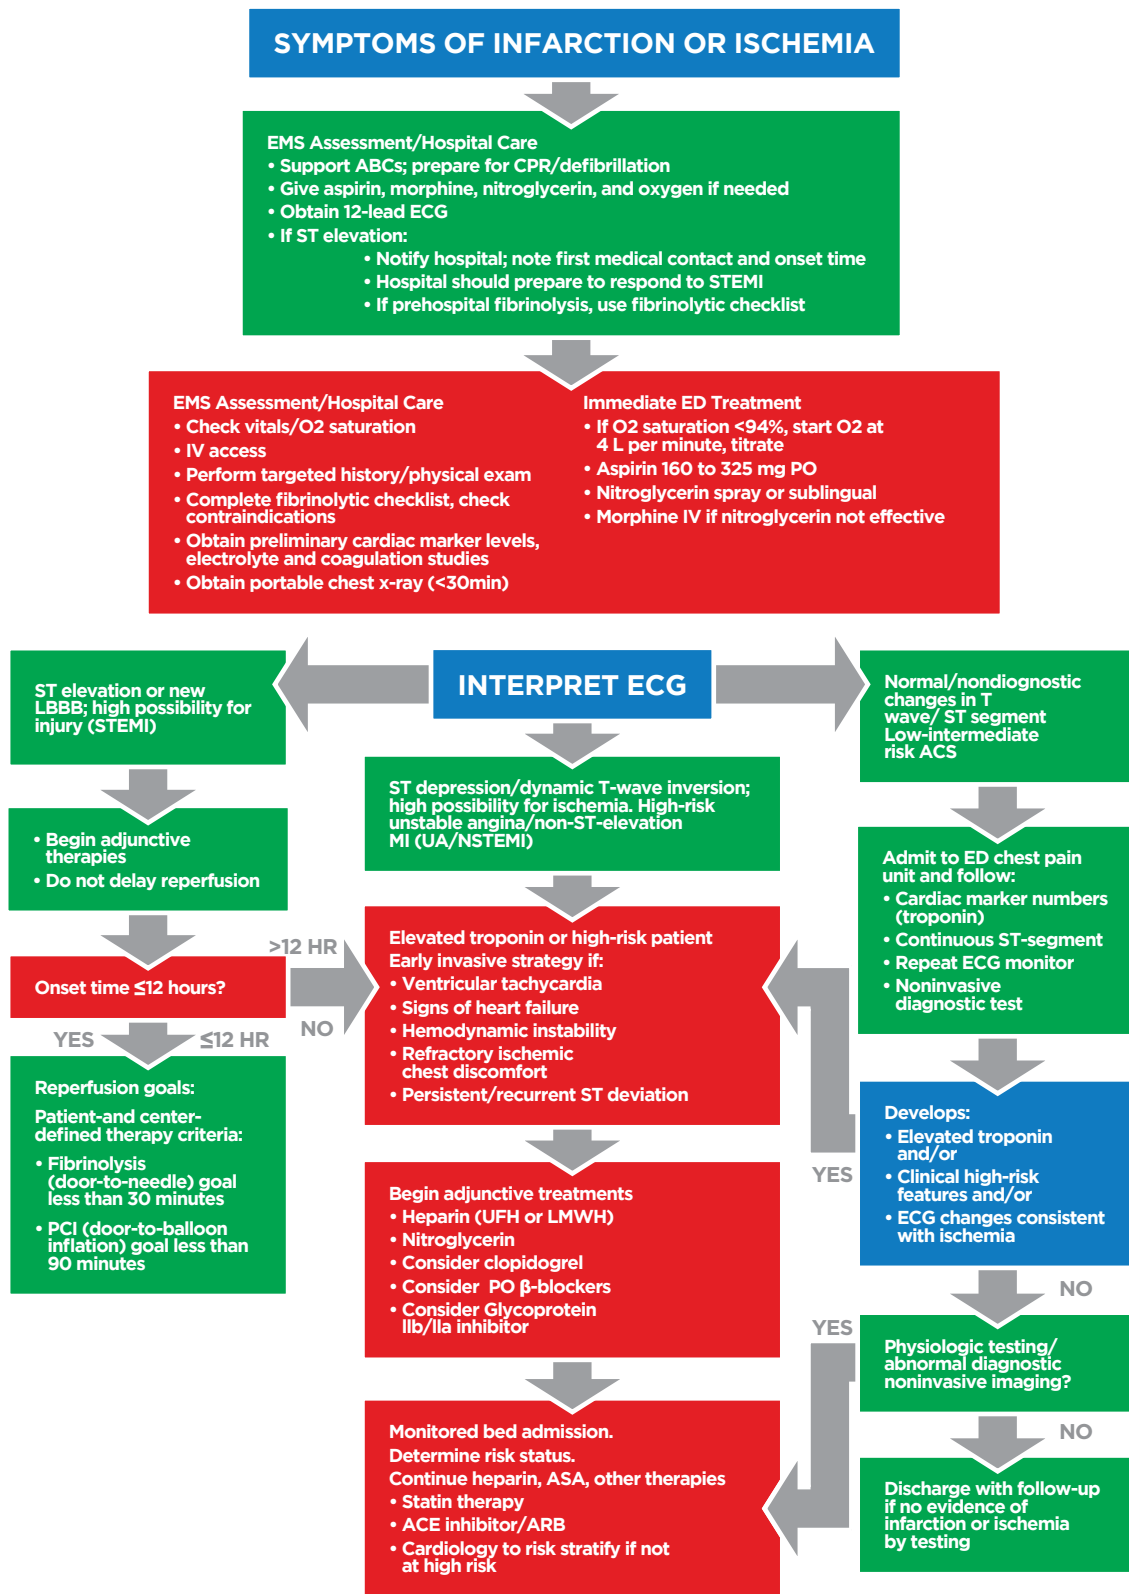 SYMPTOMS OF INFARCTION OR ISCHEMIA
EMS Assessment/Hospital Care
• Support ABCs; prepare for CPR/defibrillation
• Give aspirin, morphine, nitroglycerin, and oxygen if needed
• Obtain 12-lead ECG
• If ST elevation:
• Notify hospital; note first medical contact and onset time
• Hospital should prepare to respond to STEMI
• If prehospital fibrinolysis, use fibrinolytic checklist
EMS Assessment/Hospital Care
• Check vitals/O2 saturation
• IV access
• Perform targeted history/physical exam
• Complete fibrinolytic checklist, check
contraindications
• Obtain preliminary cardiac marker levels,
electrolyte and coagulation studies
• Obtain portable chest x-ray (<30min)
Immediate ED Treatment
• If O2 saturation <94%, start O2 at
4 L per minute, titrate
• Aspirin 160 to 325 mg PO
• Nitroglycerin spray or sublingual
• Morphine IV if nitroglycerin not effective
INTERPRET ECG
ST elevation or new
LBBB; high possibility for
injury (STEMI)
• Begin adjunctive
therapies
• Do not delay reperfusion
Onset time ≤12 hours?
>12 HR
NO
YES
≤12 HR
Reperfusion goals:
Patient-and center-
defined therapy criteria:
• Fibrinolysis
(door-to-needle) goal
less than 30 minutes
• PCI (door-to-balloon
inflation) goal less than
90 minutes
ST depression/dynamic T-wave inversion;
high possibility for ischemia. High-risk
unstable angina/non-ST-elevation
MI (UA/NSTEMI)
Elevated troponin or high-risk patient
Early invasive strategy if:
• Ventricular tachycardia
• Signs of heart failure
• Hemodynamic instability
• Refractory ischemic
chest discomfort
• Persistent/recurrent ST deviation
Begin adjunctive treatments
• Heparin (UFH or LMWH)
• Nitroglycerin
• Consider clopidogrel
• Consider PO β-blockers
• Consider Glycoprotein
IIb/IIa inhibitor
Monitored bed admission.
Determine risk status.
Continue heparin, ASA, other therapies
• Statin therapy
• ACE inhibitor/ARB
• Cardiology to risk stratify if not
at high risk
Normal/nondiagnostic
changes in T
wave/ ST segment
Low-intermediate
risk ACS
Admit to ED chest pain
unit and follow:
• Cardiac marker numbers
(troponin)
• Continuous ST-segment
• Repeat ECG monitor
• Noninvasive
diagnostic test
Develops:
• Elevated troponin
and/or
• Clinical high-risk
features and/or
• ECG changes consistent
with ischemia
YES
NO
Physiologic testing/
abnormal diagnostic
noninvasive imaging?
YES
NO
Discharge with follow-up
if no evidence of
infarction or ischemia
by testing